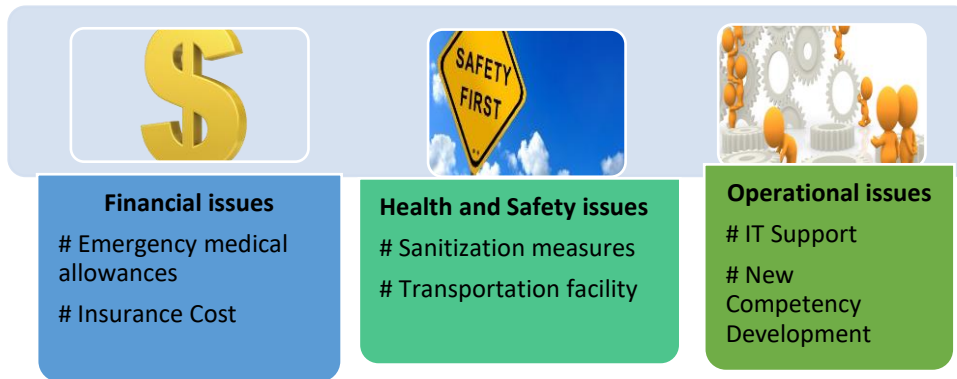 SAFETY
FIRST
Financial issues
# Emergency medical
allowances
# Insurance Cost
Health and Safety issues
# Sanitization measures
# Transportation facility
Operational issues
# IT Support
# New
Competency
Development